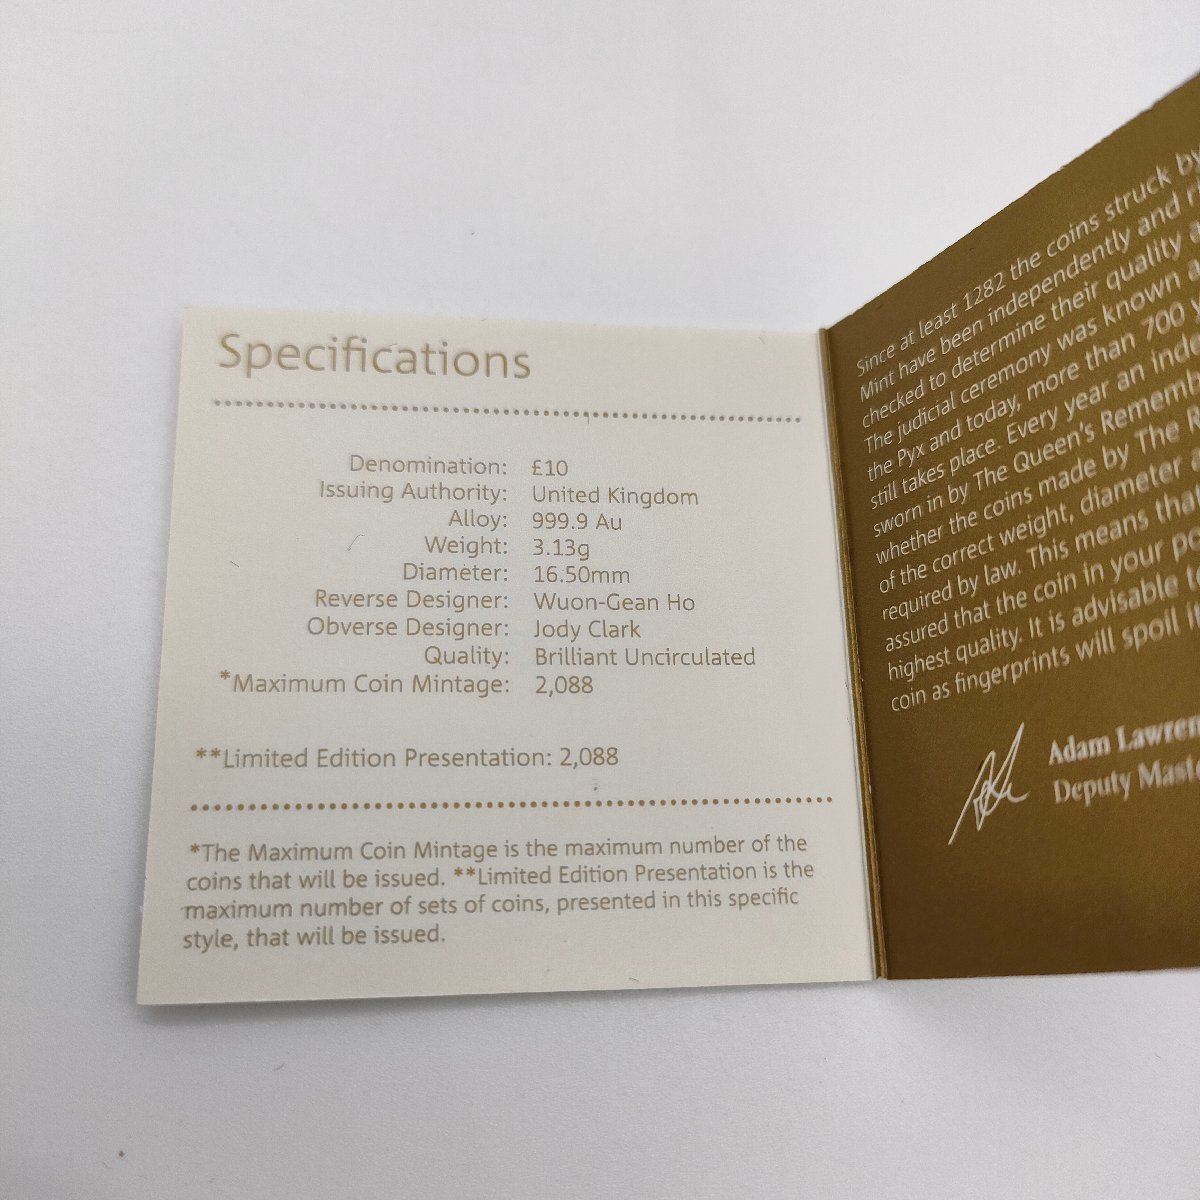 Specifications
Denomination: £10
Issuing Authority: United Kingdom
Alloy: 999.9 Au
Weight: 3.13g
Diameter: 16.50mm
Reverse Designer: Wuon-Gean Ho
Obverse Designer: Jody Clark
Quality: Brilliant Uncirculated
*Maximum Coin Mintage: 2,088
**Limited Edition Presentation: 2,088
*The Maximum Coin Mintage is the maximum number of the
coins that will be issued. **Limited Edition Presentation is the
maximum number of sets of coins, presented in this specific
style, that will be issued.
Since at least 1282 the coins struck by
Mint have been independently and
checked to determine their quality
The judicial ceremony was known
the Pyx and today, more than 700
still takes place. Every year an
sworn in by The Queen's
whether the coins made by The
of the correct weight, diameter
required by law. This means that
assured that the coin in your
highest quality. It is advisable
coin as fingerprints will spoil
Adam
Deputy